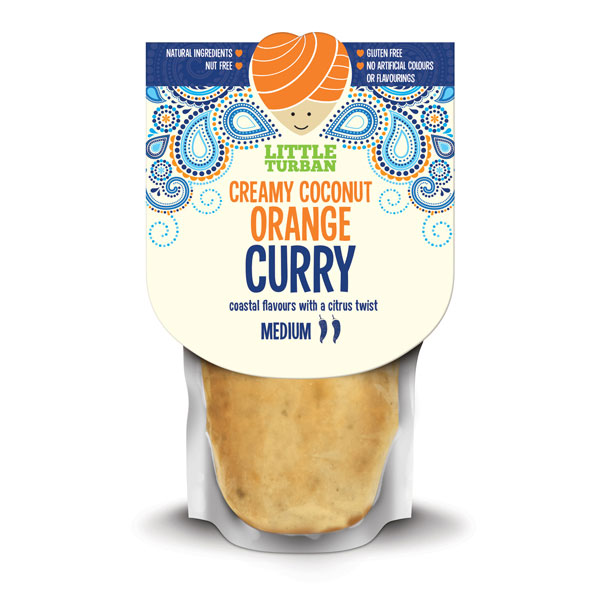 NATURAL INGREDIENTS
NUT FREE
GLUTEN FREE
NO ARTIFICIAL COLOURS
OR FLAVOURINGS
LITTLE
TURBAN
CREAMY COCONUT
ORANGE
CURRY
coastal flavours with a citrus twist
MEDIUM